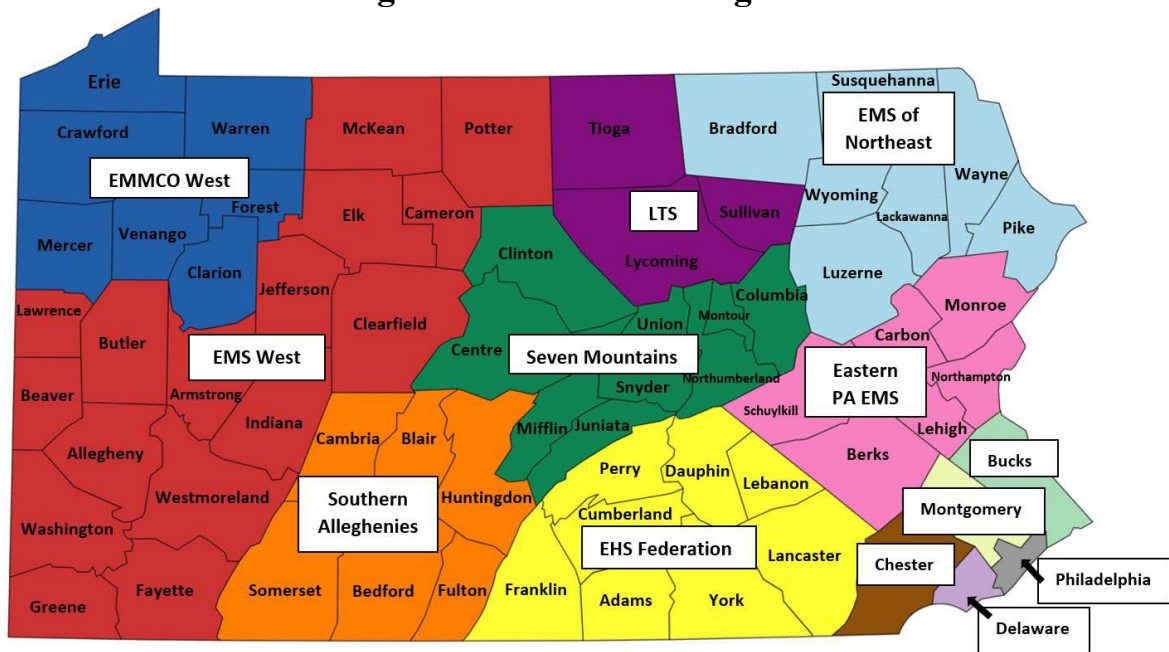 Erie
Susquehanna
Crawford
Warren
McKean
Potter
Tioga
Bradford
EMS of
Northeast
EMMCO West
Wayne
Forest
Elk
Cameron
LTS
Sullivan
Wyoming
Lackawanna
Pike
Mercer
Venango
Clarion
Clinton
Lycoming
Luzerne
Jefferson
Columbia
Monroe
Lawrence
Butler
Clearfield
Union
Montour
Carbon
EMS West
Centre
Seven Mountains
Eastern
PA EMS
Northampton
Beaver
Armstrong
Snyder
Northumberland
Schuylkill
Indiana
Cambria
Blair
Mifflin
Juniata
Lehigh
Allegheny
Berks
Bucks
Perry
Dauphin
Lebanon
Westmoreland
Southern
Alleghenies
Huntingdon
Cumberland
Montgomery
Washington
EHS Federation
Lancaster
Chester
Philadelphia
Greene
Fayette
Somerset
Bedford
Fulton
Franklin
Adams
York
Delaware